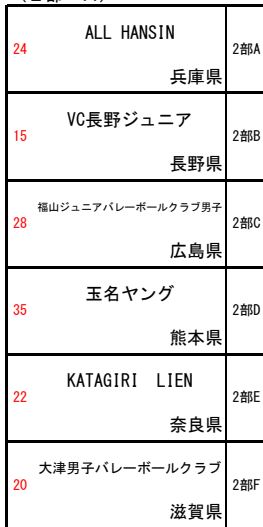 24 ALL HANSIN 2部A
兵庫県
15 VC長野ジュニア 2部B
長野県
28 福山ジュニアバレーボールクラブ男子 2部C
広島県
35 玉名ヤング 2部D
熊本県
22 KATAGIRI　LIEN 2部E
奈良県
20 大津男子バレーボールクラブ 2部F
滋賀県